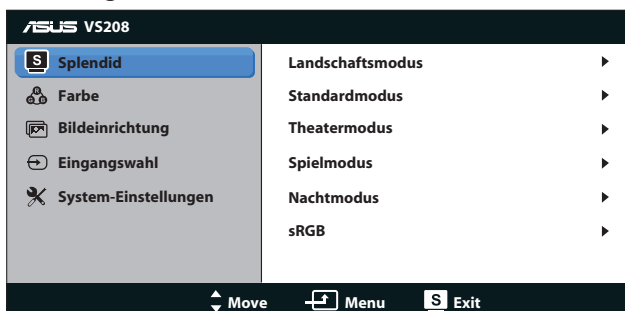 ASUS VS208
S Splendid
Farbe
Bildeinrichtung
Eingangswahl
System-Einstellungen
Landschaftsmodus
Standardmodus
Theatermodus
Spielmodus
Nachtmodus
sRGB
Move Menu S Exit